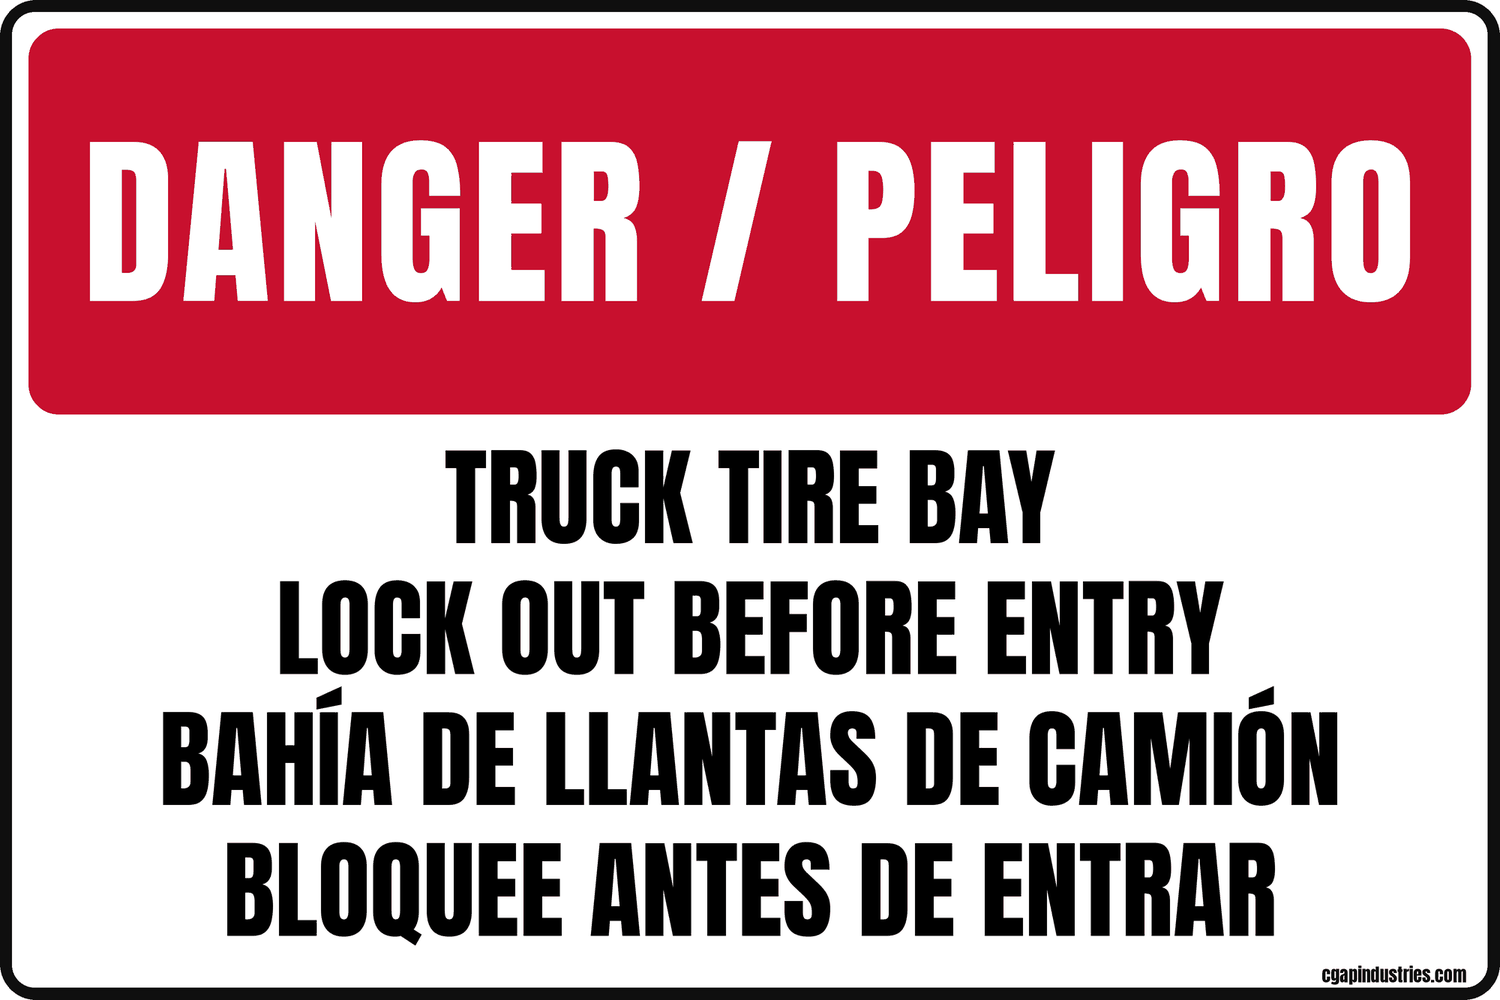 DANGER / PELIGRO
TRUCK TIRE BAY
LOCK OUT BEFORE ENTRY
BAHÍA DE LLANTAS DE CAMIÓN
BLOQUEE ANTES DE ENTRAR
cgapindustries.com